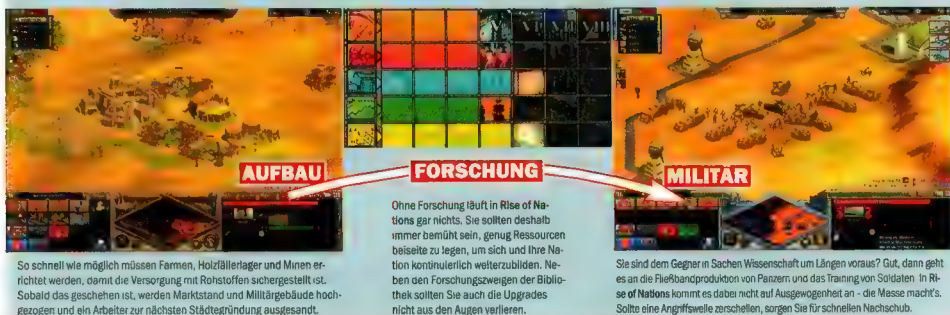 AUFBAU
FORSCHUNG
MILITÄR
So schnell wie möglich müssen Farmen, Holzfällerlager und Minen er-
richtet werden, damit die Versorgung mit Rohstoffen sichergestellt ist.
Sobald das geschehen ist, werden Marktstand und Militärgebäude hoch-
gezogen und ein Arbeiter zur nächsten Städtegründung ausgesandt.
Ohne Forschung läuft in Rise of Na-
tions gar nichts. Sie sollten deshalb
immer bemüht sein, genug Ressourcen
beiseite zu legen, um sich und Ihre Na-
tion kontinuierlich weiterzubilden. Ne-
ben den Forschungszweigen der Biblio-
thek sollten Sie auch die Upgrades
nicht aus den Augen verlieren.
Sie sind dem Gegner in Sachen Wissenschaft um Längen voraus? Gut, dann geht
es an die Fließbandproduktion von Panzern und das Training von Soldaten. In Ri-
se of Nations kommt es dabei nicht auf Ausgewogenheit an - die Masse macht's.
Sollte eine Angriffswelle zerschellen, sorgen Sie für schnellen Nachschub.